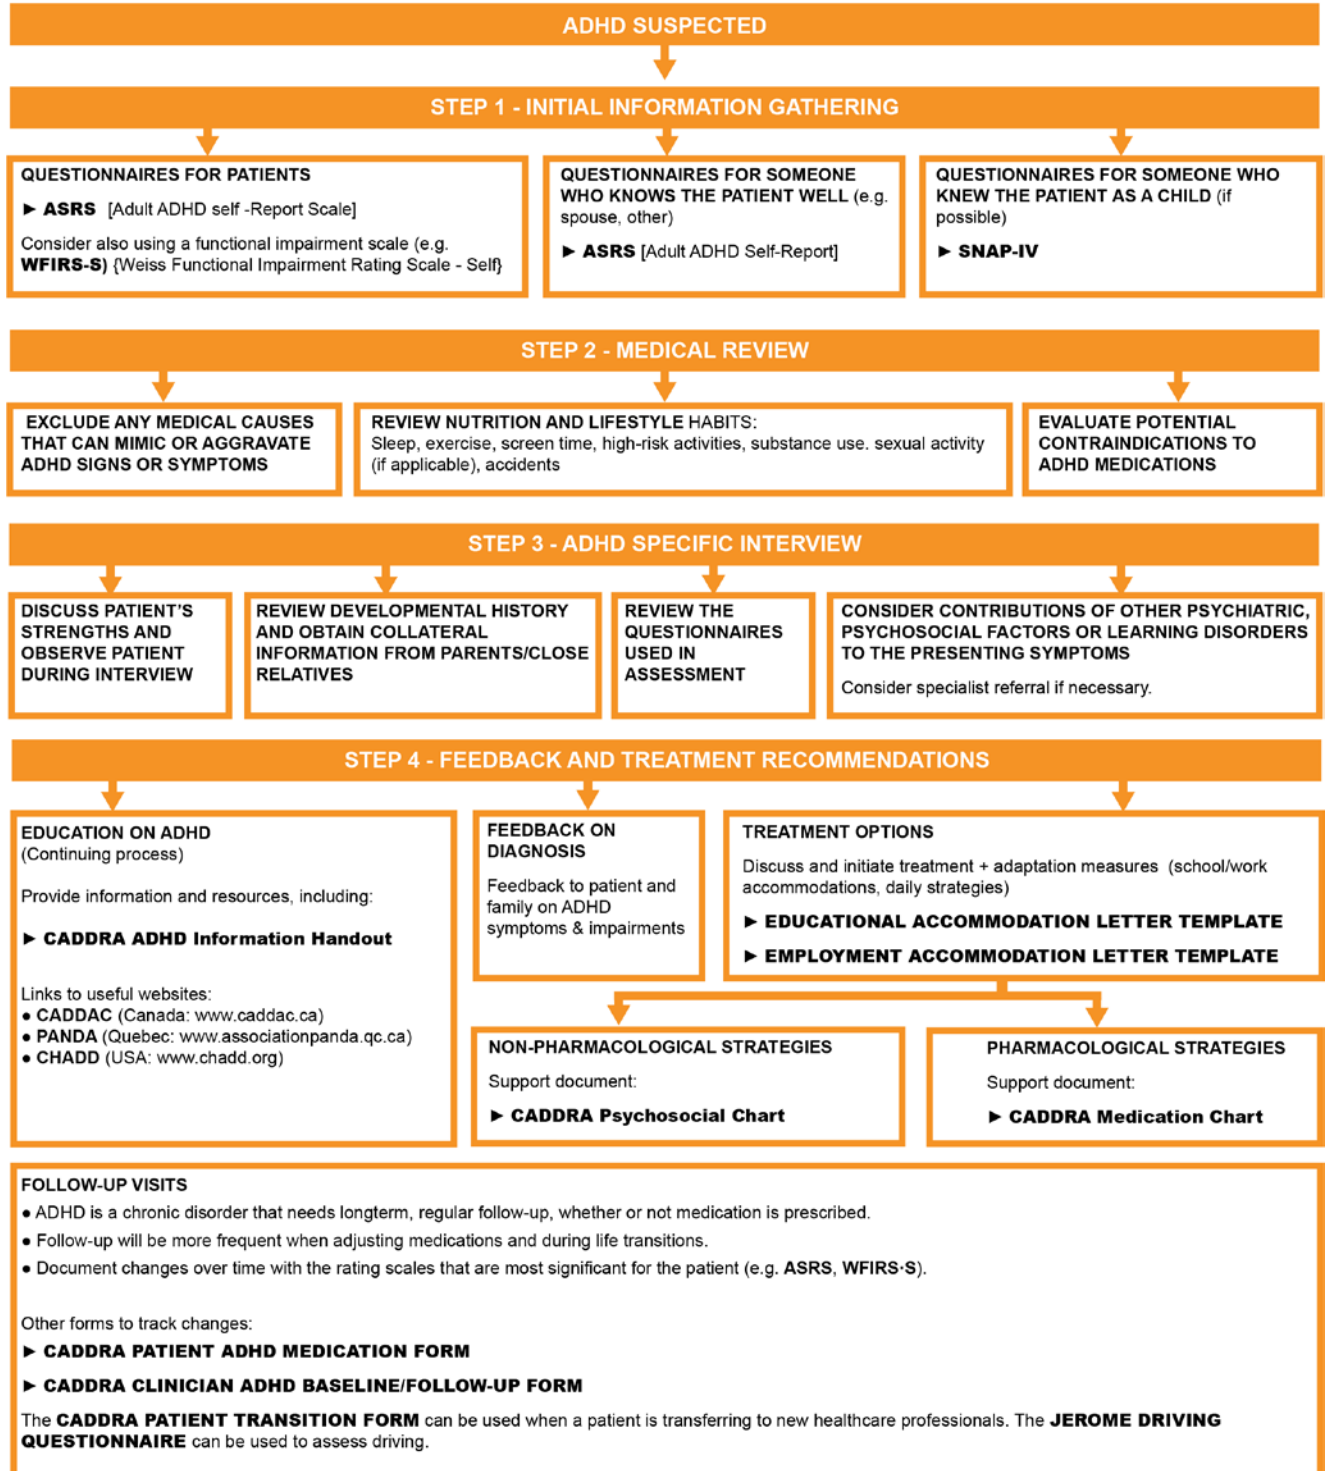 ADHD SUSPECTED
STEP 1 - INITIAL INFORMATION GATHERING
QUESTIONNAIRES FOR PATIENTS
► ASRS [Adult ADHD self -Report Scale]
Consider also using a functional impairment scale (e.g.
WFIRS-S) {Weiss Functional Impairment Rating Scale - Self}
QUESTIONNAIRES FOR SOMEONE
WHO KNOWS THE PATIENT WELL (e.g.
spouse, other)
► ASRS [Adult ADHD Self-Report]
QUESTIONNAIRES FOR SOMEONE WHO
KNEW THE PATIENT AS A CHILD (if
possible)
► SNAP-IV
STEP 2 - MEDICAL REVIEW
EXCLUDE ANY MEDICAL CAUSES
THAT CAN MIMIC OR AGGRAVATE
ADHD SIGNS OR SYMPTOMS
REVIEW NUTRITION AND LIFESTYLE HABITS:
Sleep, exercise, screen time, high-risk activities, substance use. sexual activity
(if applicable), accidents
EVALUATE POTENTIAL
CONTRAINDICATIONS TO
ADHD MEDICATIONS
STEP 3 - ADHD SPECIFIC INTERVIEW
DISCUSS PATIENT'S
STRENGTHS AND
OBSERVE PATIENT
DURING INTERVIEW
REVIEW DEVELOPMENTAL HISTORY
AND OBTAIN COLLATERAL
INFORMATION FROM PARENTS/CLOSE
RELATIVES
REVIEW THE
QUESTIONNAIRES
USED IN
ASSESSMENT
CONSIDER CONTRIBUTIONS OF OTHER PSYCHIATRIC,
PSYCHOSOCIAL FACTORS OR LEARNING DISORDERS
TO THE PRESENTING SYMPTOMS
Consider specialist referral if necessary.
STEP 4 - FEEDBACK AND TREATMENT RECOMMENDATIONS
EDUCATION ON ADHD
(Continuing process)
Provide information and resources, including:
► CADDRA ADHD Information Handout
Links to useful websites:
● CADDAC (Canada: www.caddac.ca)
● PANDA (Quebec: www.associationpanda.qc.ca)
● CHADD (USA: www.chadd.org)
FEEDBACK ON
DIAGNOSIS
Feedback to patient and
family on ADHD
symptoms & impairments
TREATMENT OPTIONS
Discuss and initiate treatment + adaptation measures (school/work
accommodations, daily strategies)
► EDUCATIONAL ACCOMMODATION LETTER TEMPLATE
► EMPLOYMENT ACCOMMODATION LETTER TEMPLATE
NON-PHARMACOLOGICAL STRATEGIES
Support document:
► CADDRA Psychosocial Chart
PHARMACOLOGICAL STRATEGIES
Support document:
► CADDRA Medication Chart
FOLLOW-UP VISITS
● ADHD is a chronic disorder that needs longterm, regular follow-up, whether or not medication is prescribed.
● Follow-up will be more frequent when adjusting medications and during life transitions.
● Document changes over time with the rating scales that are most significant for the patient (e.g. ASRS, WFIRS·S).
Other forms to track changes:
► CADDRA PATIENT ADHD MEDICATION FORM
► CADDRA CLINICIAN ADHD BASELINE/FOLLOW-UP FORM
The CADDRA PATIENT TRANSITION FORM can be used when a patient is transferring to new healthcare professionals. The JEROME DRIVING
QUESTIONNAIRE can be used to assess driving.